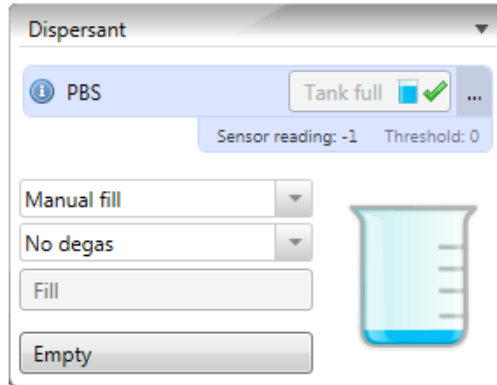 Dispersant
PBS Tank full ...
Sensor reading: -1 Threshold: 0
Manual fill
No degas
Fill
Empty